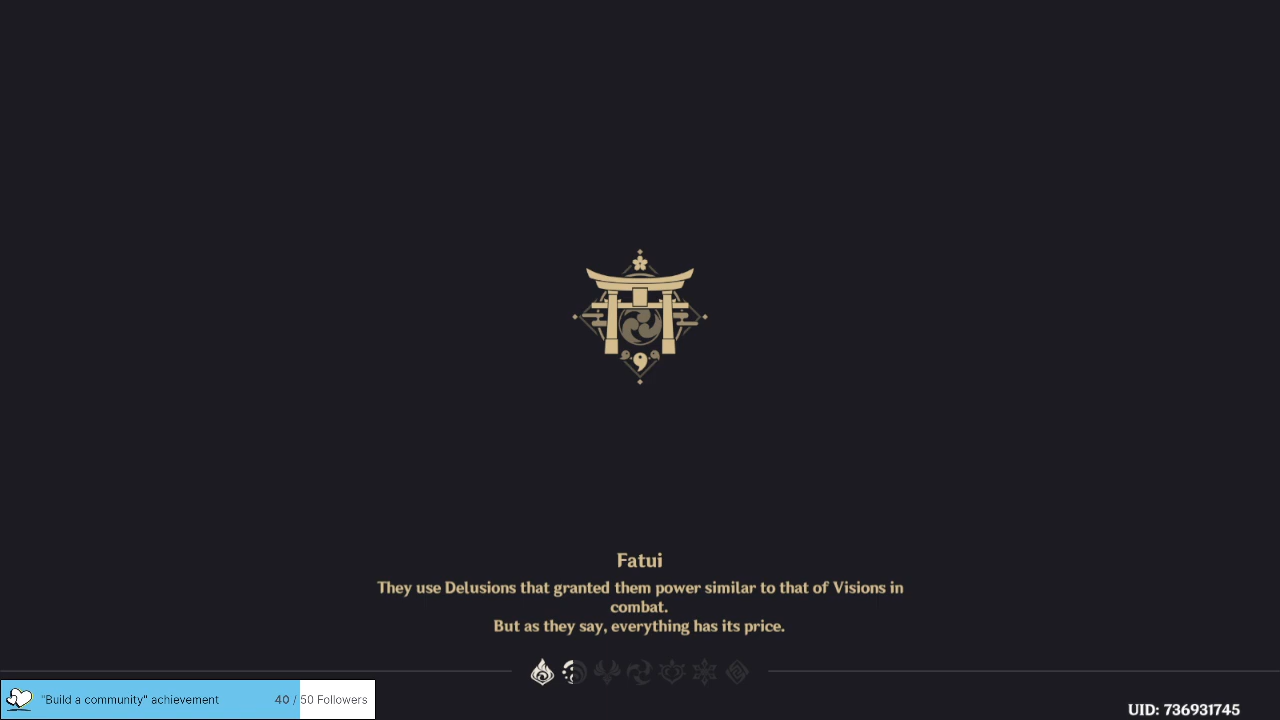 Fatui
They use Delusions that granted them power similar to that of Visions in
combat.
But as they say, everything has its price.
"Build a community" achievement 40 / 50 Followers
UID: 736931745